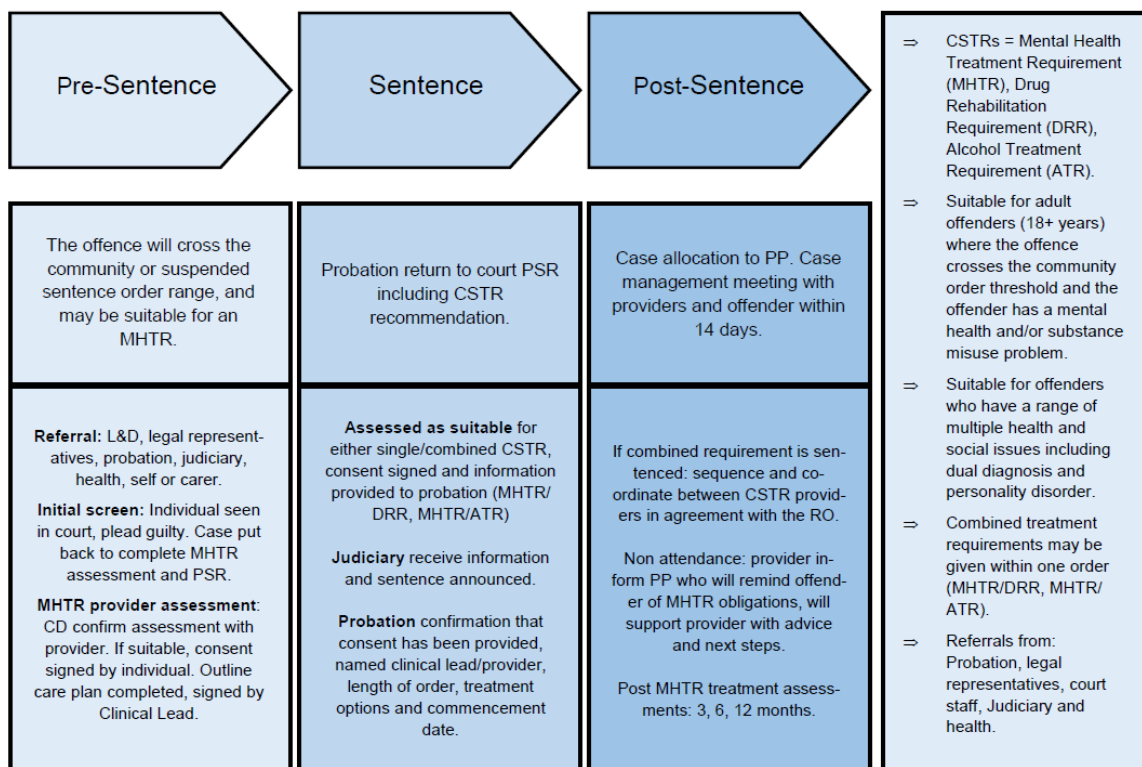 Pre-Sentence
Sentence
Post-Sentence
The offence will cross the
community or suspended
sentence order range, and
may be suitable for an
MHTR.
Probation return to court PSR
including CSTR
recommendation.
Case allocation to PP. Case
management meeting with
providers and offender within
14 days.
Referral: L&D, legal represent-
atives, probation, judiciary,
health, self or carer.
Initial screen: Individual seen
in court, plead guilty. Case put
back to complete MHTR
assessment and PSR.
MHTR provider assessment:
CD confirm assessment with
provider. If suitable, consent
signed by individual. Outline
care plan completed, signed by
Clinical Lead.
Assessed as suitable for
either single/combined CSTR,
consent signed and information
provided to probation (MHTR/
DRR, MHTR/ATR)
Judiciary receive information
and sentence announced.
Probation confirmation that
consent has been provided,
named clinical lead/provider,
length of order, treatment
options and commencement
date.
If combined requirement is sen-
tenced: sequence and co-
ordinate between CSTR provid-
ers in agreement with the RO.
Non attendance: provider in-
form PP who will remind offend-
er of MHTR obligations, will
support provider with advice
and next steps.
Post MHTR treatment assess-
ments: 3, 6, 12 months.
⇒ CSTRs = Mental Health
Treatment Requirement
(MHTR), Drug
Rehabilitation
Requirement (DRR),
Alcohol Treatment
Requirement (ATR).
⇒ Suitable for adult
offenders (18+ years)
where the offence
crosses the community
order threshold and the
offender has a mental
health and/or substance
misuse problem.
⇒ Suitable for offenders
who have a range of
multiple health and
social issues including
dual diagnosis and
personality disorder.
⇒ Combined treatment
requirements may be
given within one order
(MHTR/DRR, MHTR/
ATR).
⇒ Referrals from:
Probation, legal
representatives, court
staff, Judiciary and
health.